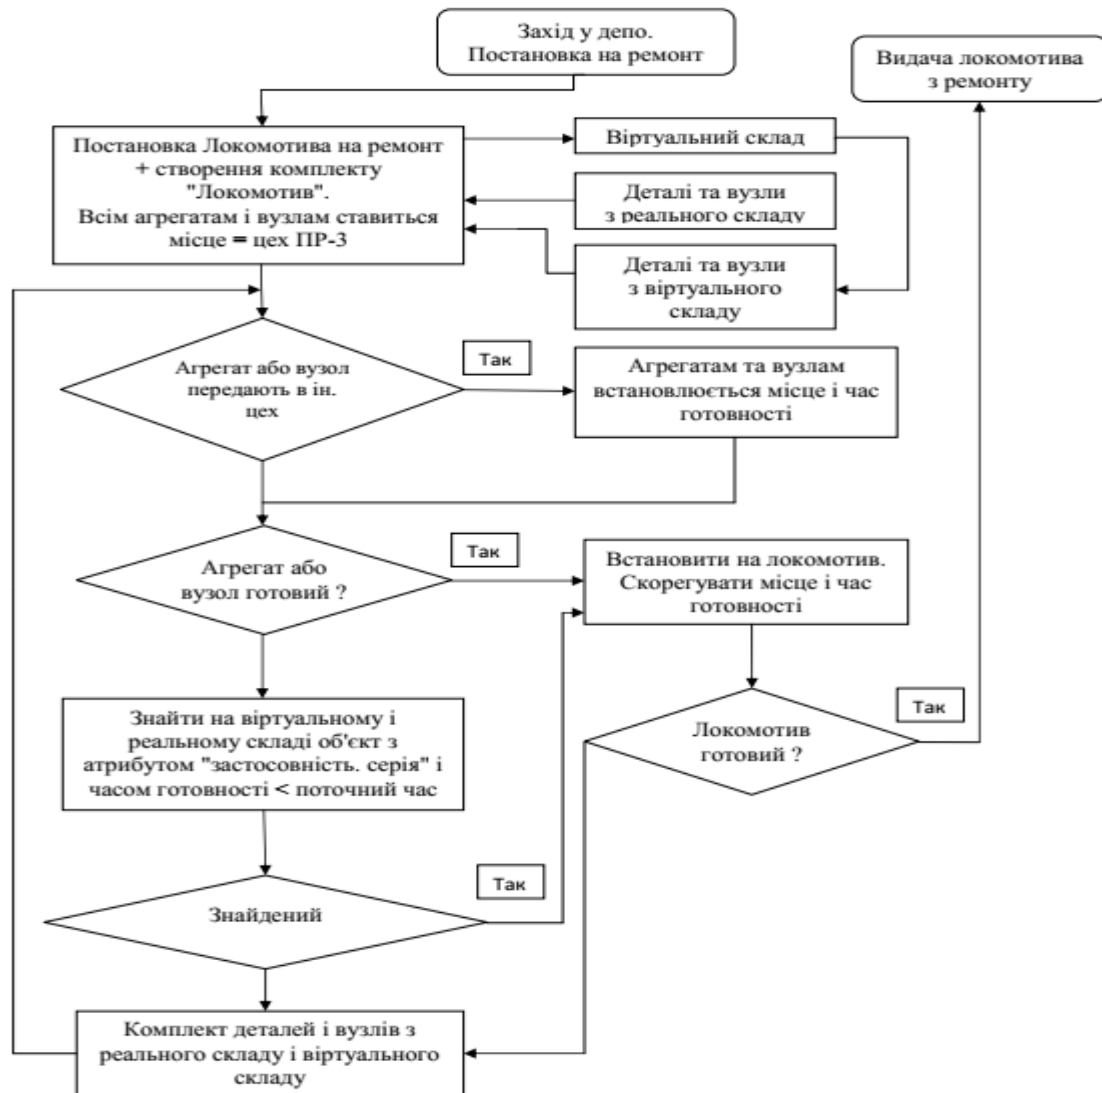 Захід у депо.
Постановка на ремонт
Видача локомотива
з ремонту
Постановка Локомотива на ремонт
+ створення комплекту
"Локомотив".
Всім агрегатам і вузлам ставиться
місце = цех ПР-3
Віртуальний склад
Деталі та вузли
з реального складу
Деталі та вузли
з віртуального
складу
Агрегат або вузол
передають в ін.
цех
Так
Агрегатам та вузлам
встановлюється місце і час
готовності
Агрегат або
вузол готовий ?
Так
Встановити на локомотив.
Скорегувати місце і час
готовності
Знайти на віртуальному і
реальному складі об'єкт з
атрибутом "застосовність. серія" і
часом готовності < поточний час
Локомотив
готовий ?
Так
Знайдений
Так
Комплект деталей і вузлів з
реального складу і віртуального
складу